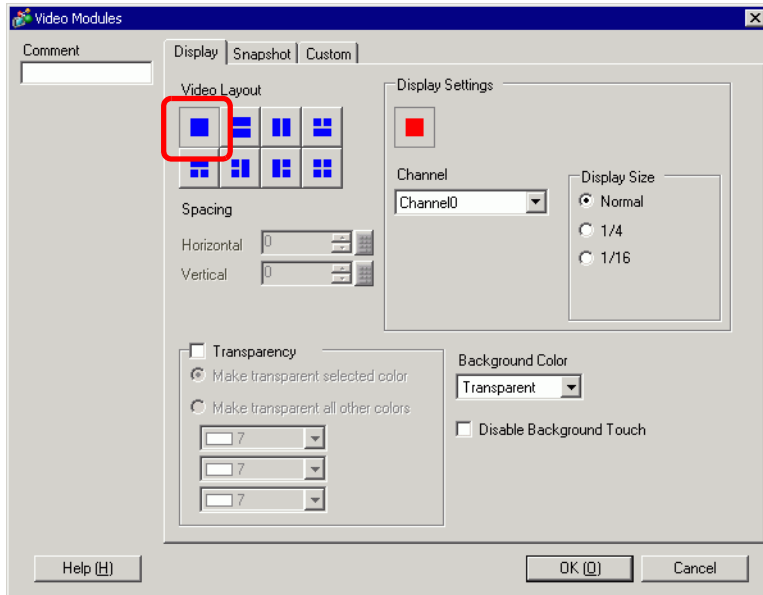 Video Modules
Comment
Display
Snapshot
Custom
Video Layout
Display Settings
Channel
Channel0
Display Size
Normal
1/4
1/16
Spacing
Horizontal 0
Vertical 0
Transparency
Make transparent selected color
Make transparent all other colors
7
7
7
Background Color
Transparent
Disable Background Touch
Help (H)
OK (O)
Cancel